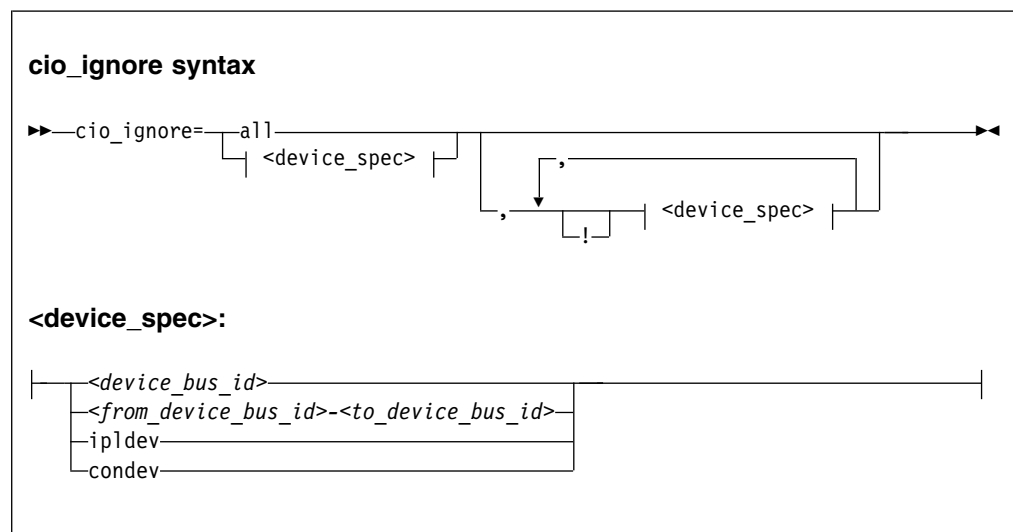 cio_ignore syntax
cio_ignore= all
<device_spec>
,
, ! <device_spec>
<device_spec>:
<device_bus_id>
<from_device_bus_id>-<to_device_bus_id>
ipldev
condev